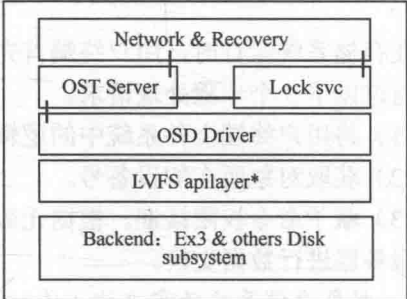 Network & Recovery
OST Server
Lock svc
OSD Driver
LVFS apilayer*
Backend: Ex3 & others Disk
subsystem